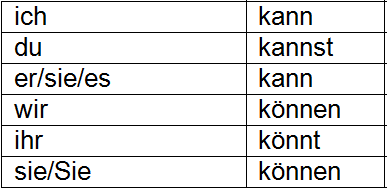 ich kann
du kannst
er/sie/es kann
wir können
ihr könnt
sie/Sie können